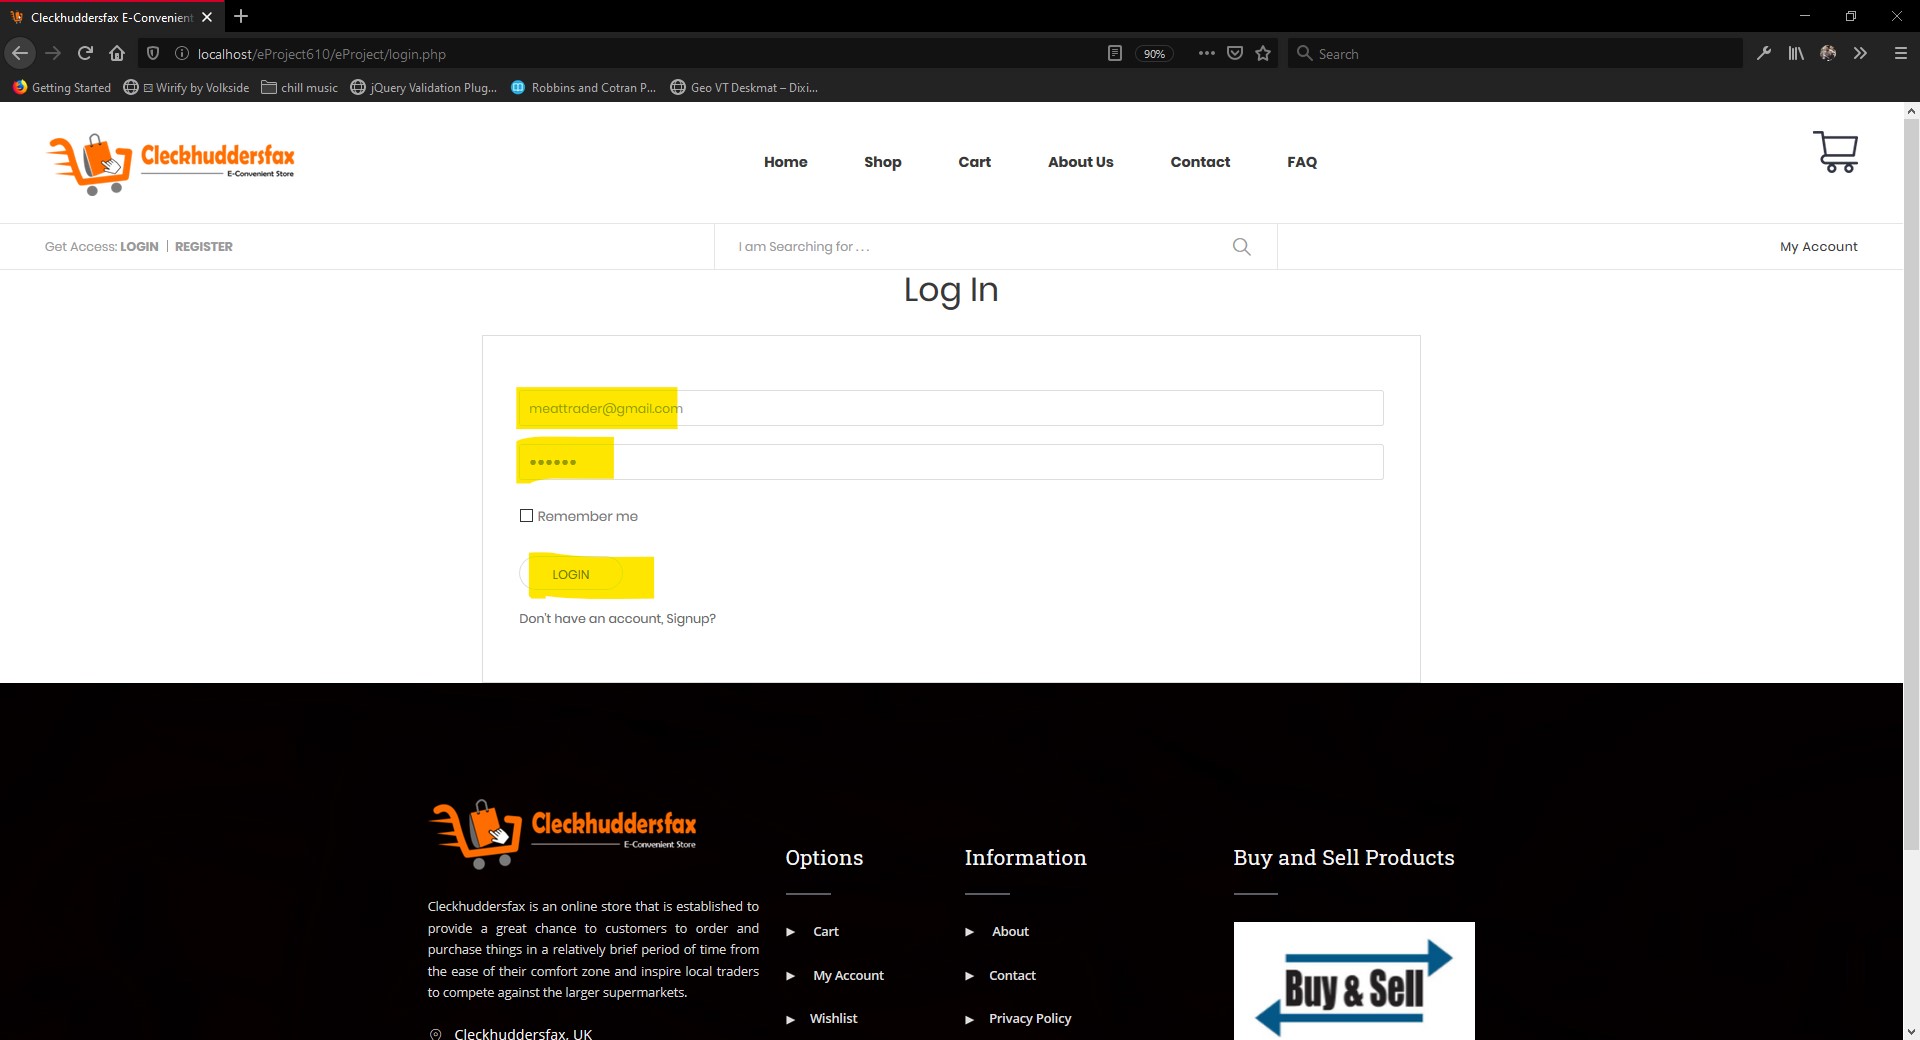 Cleckhuddersfax E-Convenient
localhost/eProject610/eProject/login.php
90%
Search
Getting Started
Wirify by Volkside
chill music
jQuery Validation Plug...
Robbins and Cotran P...
Geo VT Deskmat – Dixi...
Cleckhuddersfax
E-Convenient Store
Home
Shop
Cart
About Us
Contact
FAQ
Get Access: LOGIN | REGISTER
I am Searching for . . .
My Account
Log In
meattrader@gmail.com
••••••
Remember me
LOGIN
Don't have an account, Signup?
Cleckhuddersfax
E-Convenient Store
Cleckhuddersfax is an online store that is established to
provide a great chance to customers to order and
purchase things in a relatively brief period of time from
the ease of their comfort zone and inspire local traders
to compete against the larger supermarkets.
Cleckhuddersfax, UK
Options
Cart
My Account
Wishlist
Information
About
Contact
Privacy Policy
Buy and Sell Products
Buy & Sell